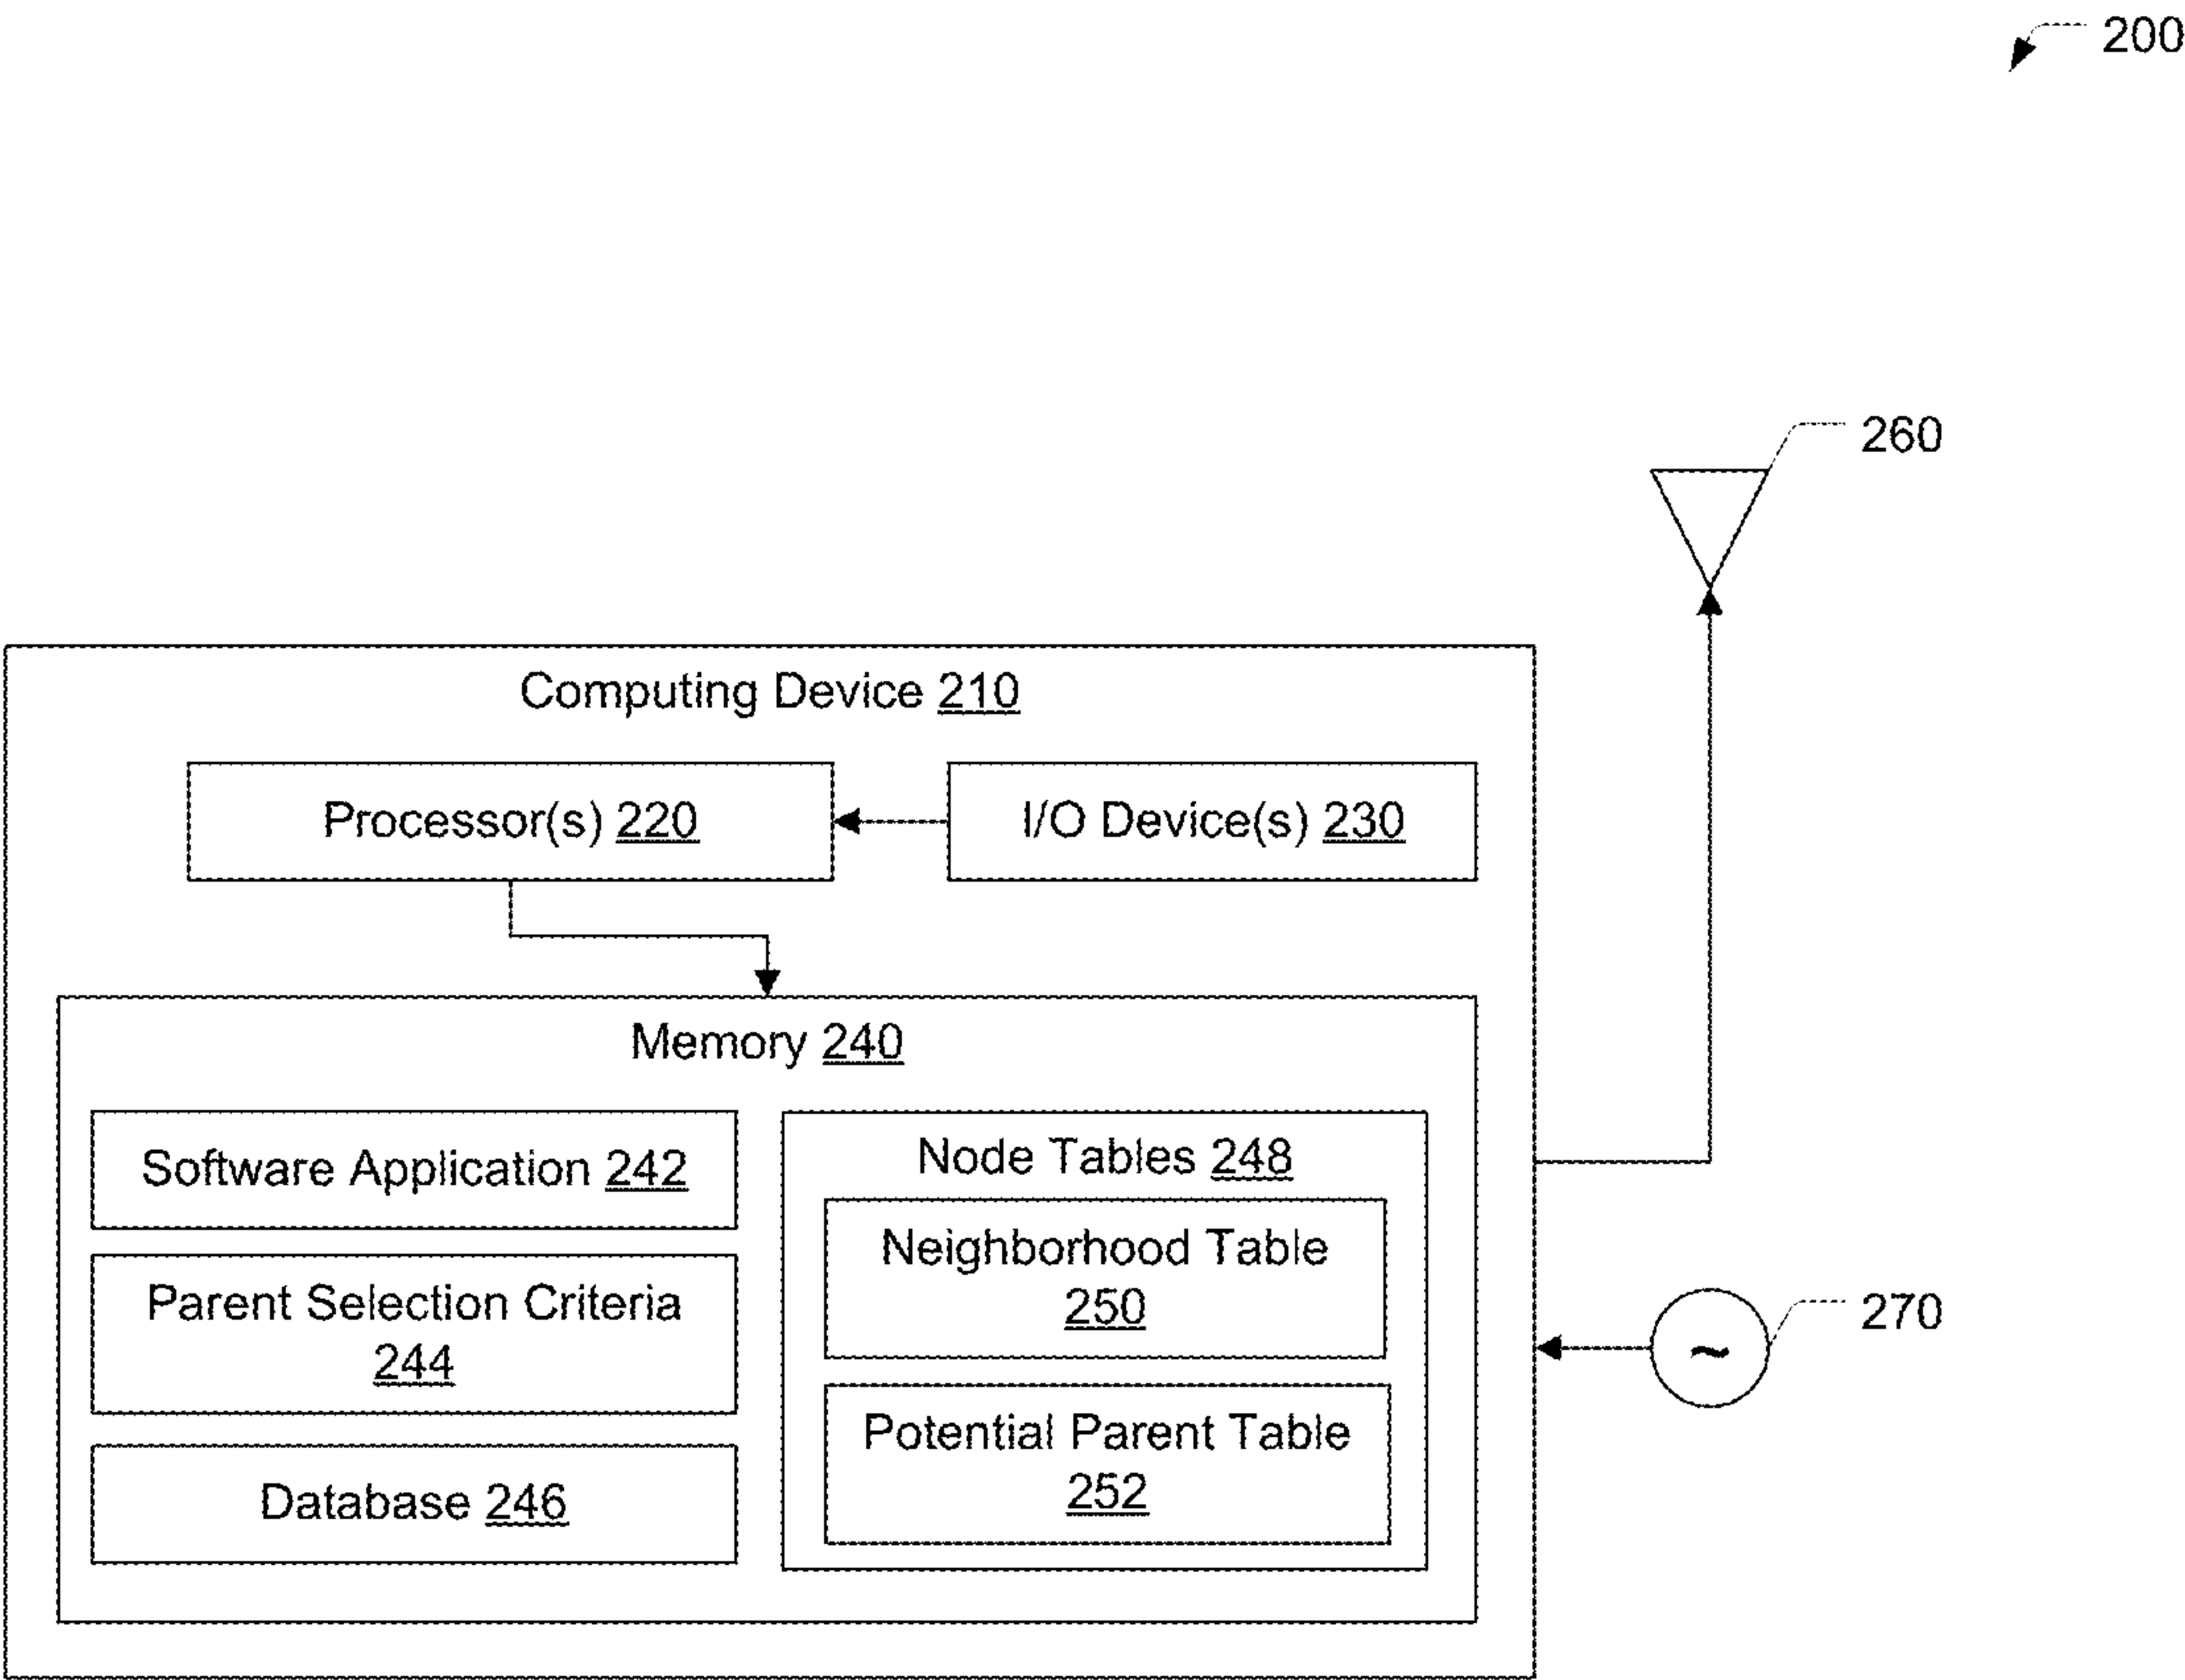 200
260
Computing Device 210
Processor(s) 220
I/O Device(s) 230
Memory 240
Software Application 242
Parent Selection Criteria
244
Database 246
Node Tables 248
Neighborhood Table
250
Potential Parent Table
252
~
270